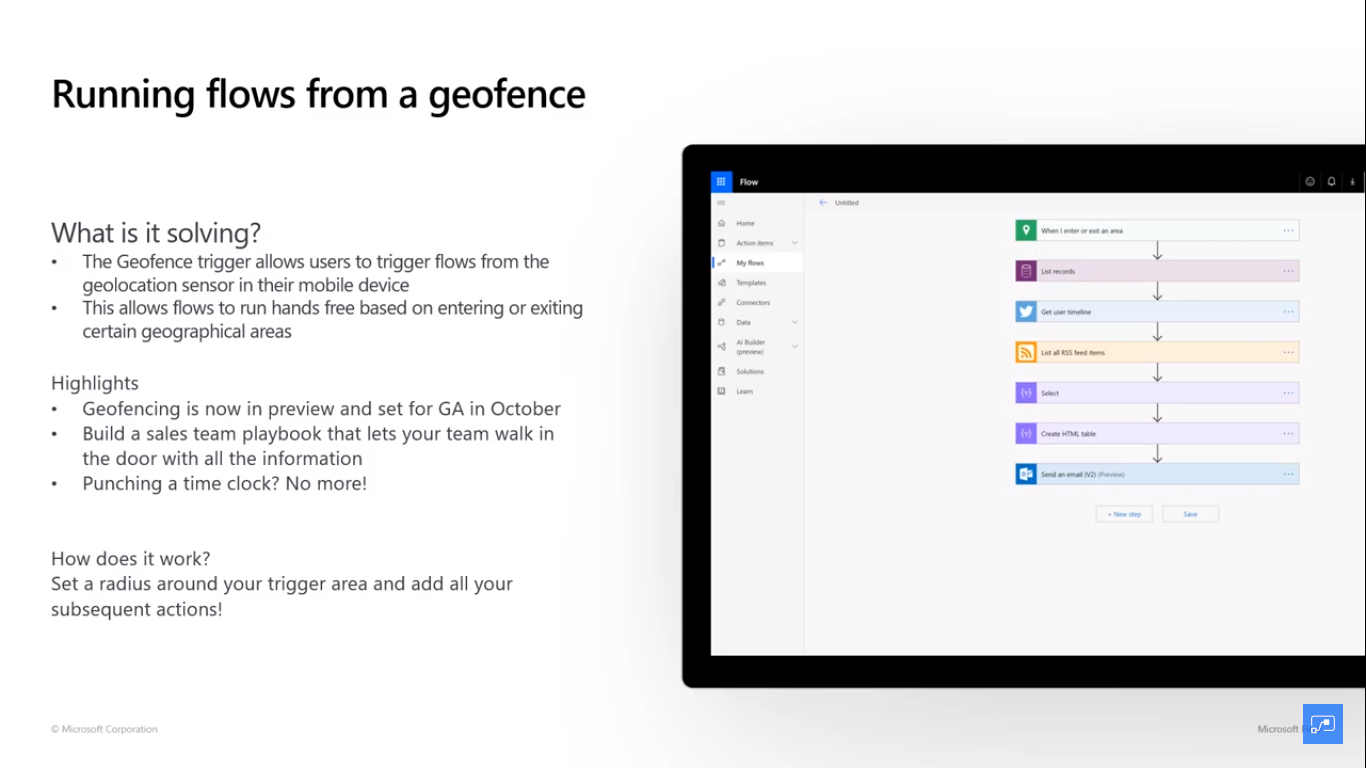 Running flows from a geofence
What is it solving?
• The Geofence trigger allows users to trigger flows from the
geolocation sensor in their mobile device
• This allows flows to run hands free based on entering or exiting
certain geographical areas
Highlights
• Geofencing is now in preview and set for GA in October
• Build a sales team playbook that lets your team walk in
the door with all the information
• Punching a time clock? No more!
How does it work?
Set a radius around your trigger area and add all your
subsequent actions!
Flow
Untitled
Home
Action items
My flows
Templates
Connectors
Data
AI Builder
(preview)
Solutions
Learn
When I enter or exit an area
List records
Get user timeline
List all RSS feed items
Select
Create HTML table
Send an email (V2) (Preview)
+ New step
Save
© Microsoft Corporation
Microsoft